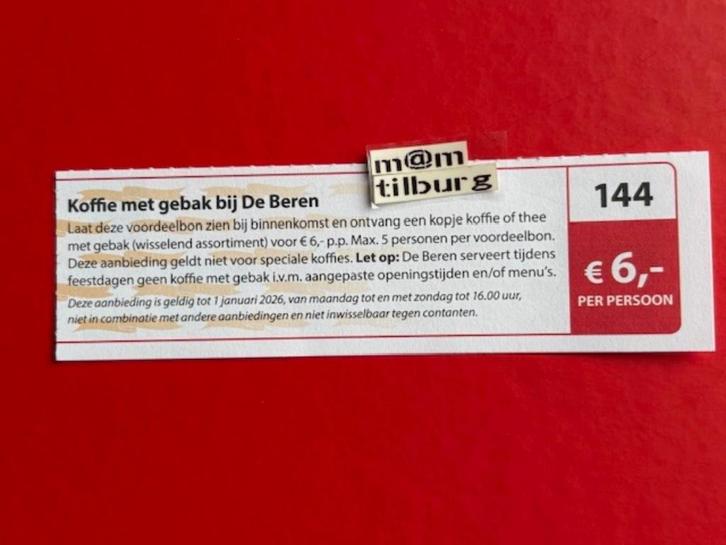 m@m
tilburg
Koffie met gebak bij De Beren
Laat deze voordeelbon zien bij binnenkomst en ontvang een kopje koffie of thee
met gebak (wisselend assortiment) voor € 6,- p.p. Max. 5 personen per voordeelbon.
Deze aanbieding geldt niet voor speciale koffies. Let op: De Beren serveert tijdens
feestdagen geen koffie met gebak i.v.m. aangepaste openingstijden en/of menu's.
Deze aanbieding is geldig tot 1 januari 2026, van maandag tot en met zondag tot 16.00 uur,
niet in combinatie met andere aanbiedingen en niet inwisselbaar tegen contanten.
144
€ 6,-
PER PERSOON